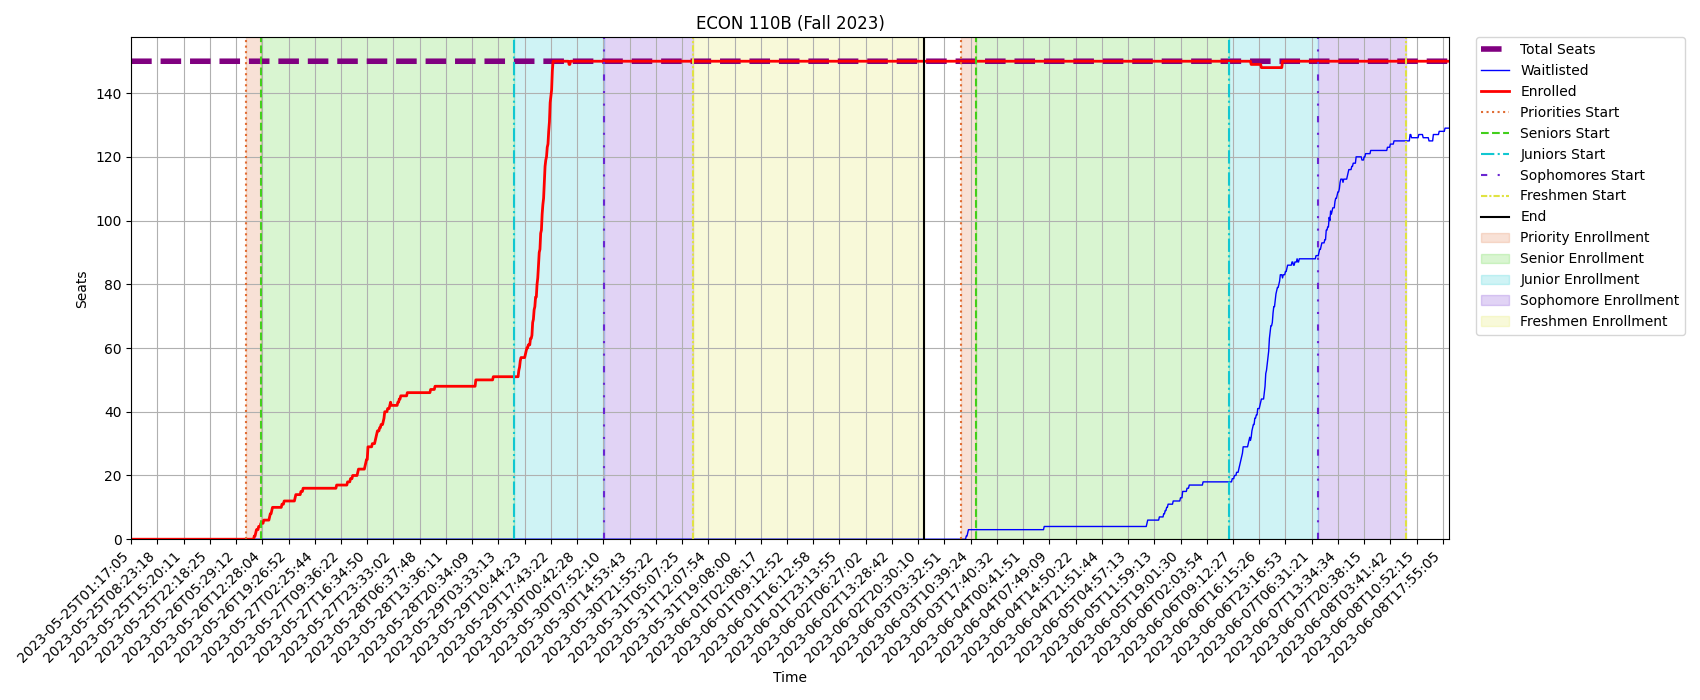 ECON 110B (Fall 2023)
Seats
140
120
100
80
60
40
20
0
2023-05-25T01:17:05
2023-05-25T08:23:18
2023-05-25T15:20:11
2023-05-25T22:18:25
2023-05-26T05:29:12
2023-05-26T12:28:04
2023-05-26T19:26:52
2023-05-27T02:25:44
2023-05-27T09:36:22
2023-05-27T16:34:50
2023-05-27T23:33:02
2023-05-28T06:37:48
2023-05-28T13:36:11
2023-05-28T20:34:09
2023-05-29T03:33:13
2023-05-29T10:44:23
2023-05-29T17:43:22
2023-05-30T00:42:28
2023-05-30T07:52:10
2023-05-30T14:53:43
2023-05-30T21:55:22
2023-05-31T05:07:25
2023-05-31T12:07:54
2023-05-31T19:08:00
2023-06-01T02:08:17
2023-06-01T09:12:52
2023-06-01T16:12:58
2023-06-01T23:13:55
2023-06-02T06:27:02
2023-06-02T13:28:42
2023-06-02T20:30:10
2023-06-03T03:32:51
2023-06-03T10:39:24
2023-06-03T17:40:32
2023-06-04T00:41:51
2023-06-04T07:49:09
2023-06-04T14:50:22
2023-06-04T21:51:44
2023-06-05T04:57:13
2023-06-05T11:59:13
2023-06-05T19:01:30
2023-06-06T02:03:54
2023-06-06T09:12:27
2023-06-06T16:15:26
2023-06-06T23:16:53
2023-06-07T06:31:21
2023-06-07T13:34:34
2023-06-07T20:38:15
2023-06-08T03:41:42
2023-06-08T10:52:15
2023-06-08T17:55:05
Time
Total Seats
Waitlisted
Enrolled
Priorities Start
Seniors Start
Juniors Start
Sophomores Start
Freshmen Start
End
Priority Enrollment
Senior Enrollment
Junior Enrollment
Sophomore Enrollment
Freshmen Enrollment